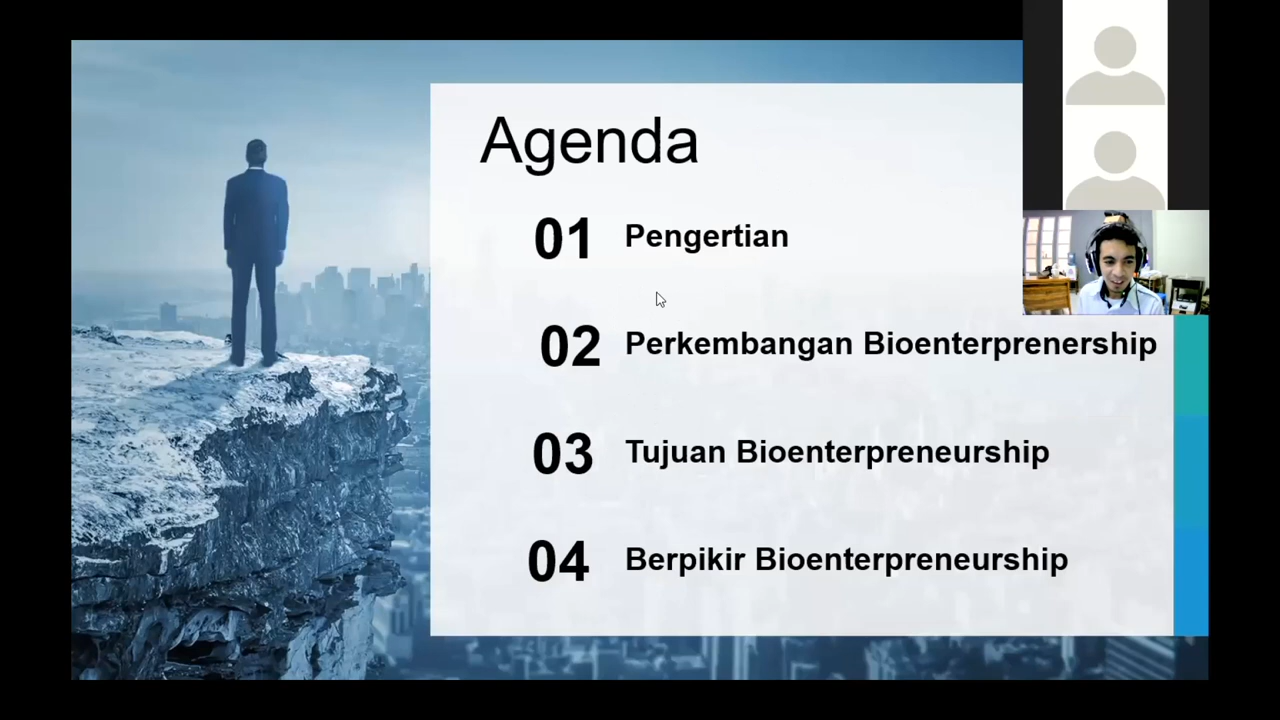 Agenda
01 Pengertian
02 Perkembangan Bioenterprenership
03 Tujuan Bioenterpreneurship
04 Berpikir Bioenterpreneurship